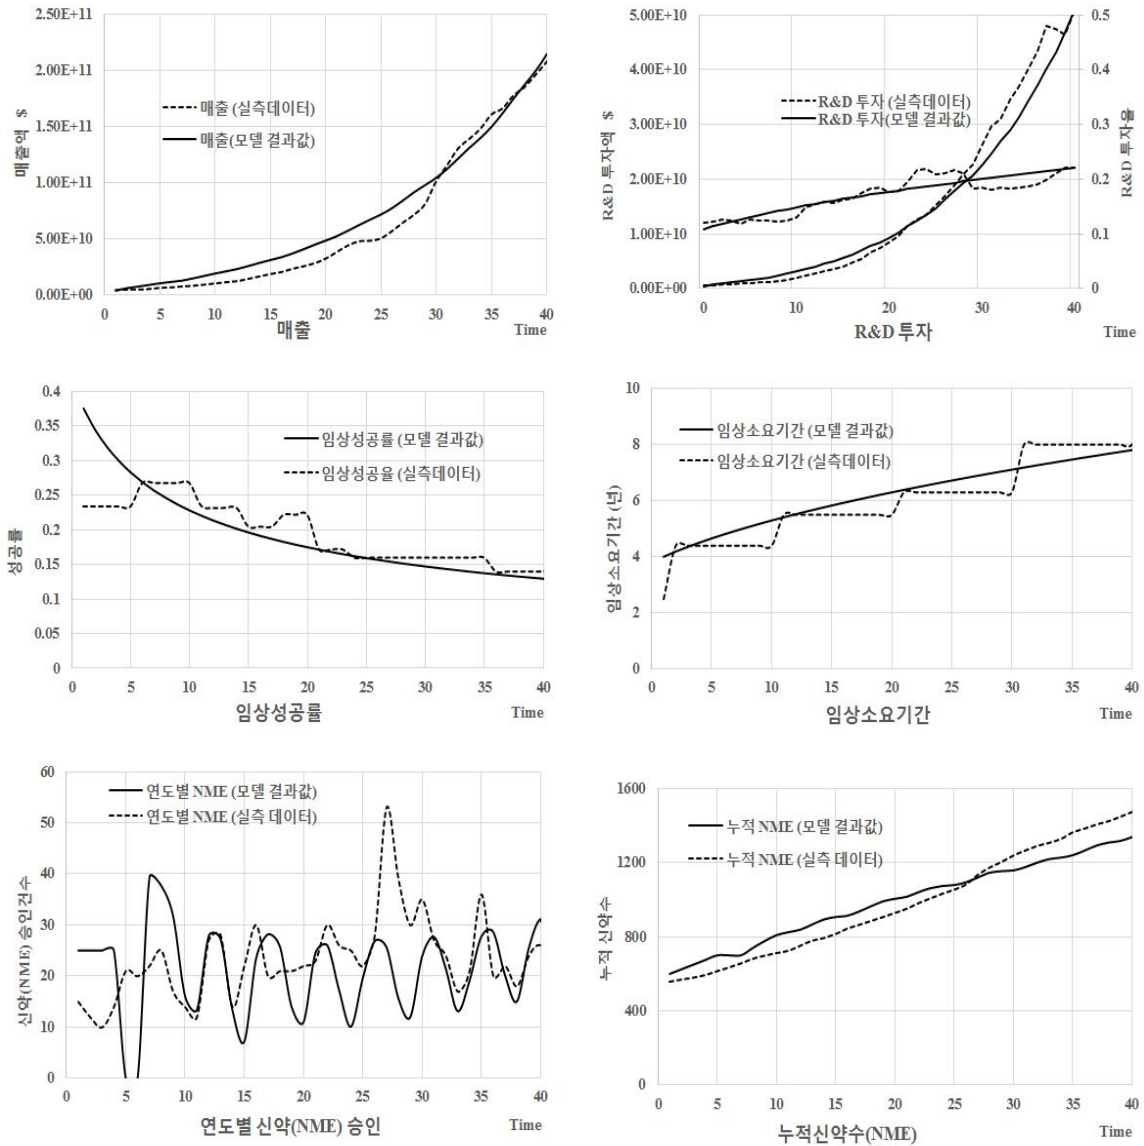 2.50E+11
2.00E+11
1.50E+11
1.00E+11
5.00E+10
0.00E+00
매출액 $
매출 (실측데이터)
매출(모델 결과값)
0 5 10 15 20 25 30 35 40
매출
Time
5.00E+10
4.00E+10
3.00E+10
2.00E+10
1.00E+10
0.00E+00
R&D 투자액 $
R&D 투자 (실측데이터)
R&D 투자(모델 결과값)
0.5
0.4
0.3
0.2
0.1
0
R&D 투자율
0 10 20 30 40
R&D 투자
Time
0.4
0.35
0.3
0.25
0.2
0.15
0.1
0.05
0
성공률
임상성공률 (모델 결과값)
임상성공율 (실측데이터)
0 5 10 15 20 25 30 35 40
임상성공률
Time
10
8
6
4
2
0
임상소요기간 (년)
임상소요기간 (모델 결과값)
임상소요기간 (실측데이터)
0 5 10 15 20 25 30 35 40
임상소요기간
Time
60
50
40
30
20
10
0
신약(NME) 승인건수
연도별 NME (모델 결과값)
연도별 NME (실측 데이터)
0 5 10 15 20 25 30 35 40
연도별 신약(NME) 승인
Time
1600
1200
800
400
0
누적 신약수
누적 NME (모델 결과값)
누적 NME (실측 데이터)
0 5 10 15 20 25 30 35 40
누적신약수(NME)
Time